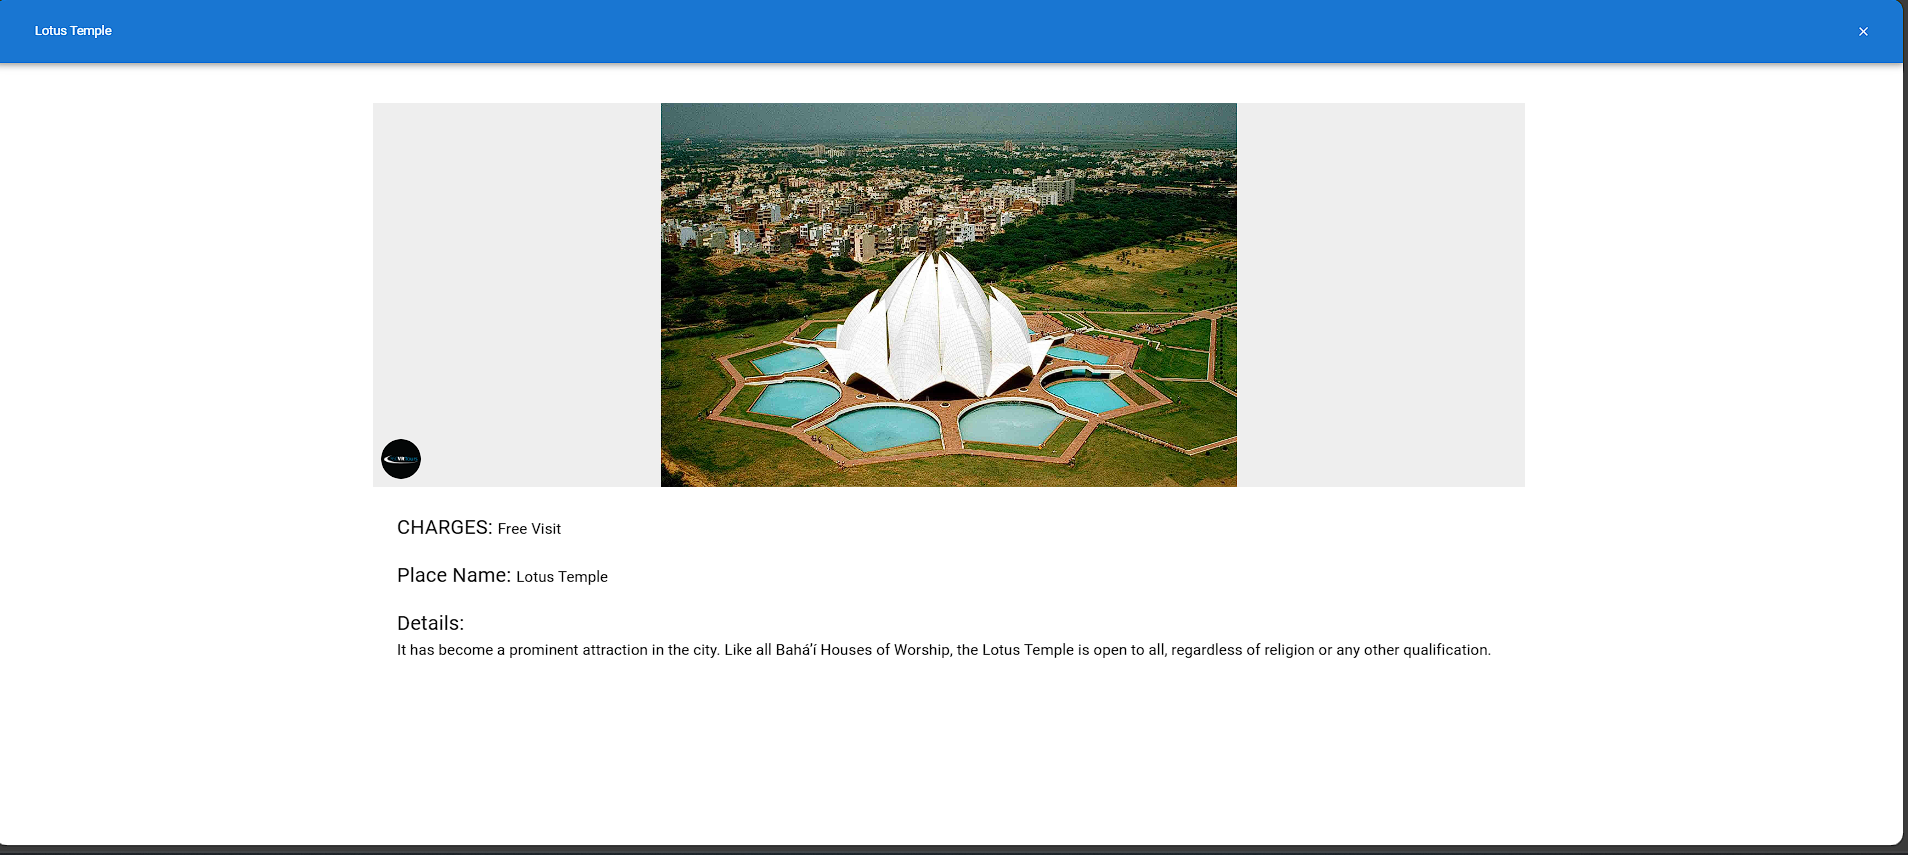 Lotus Temple
VR
CHARGES: Free Visit
Place Name: Lotus Temple
Details:
It has become a prominent attraction in the city. Like all Bahá’í Houses of Worship, the Lotus Temple is open to all, regardless of religion or any other qualification.